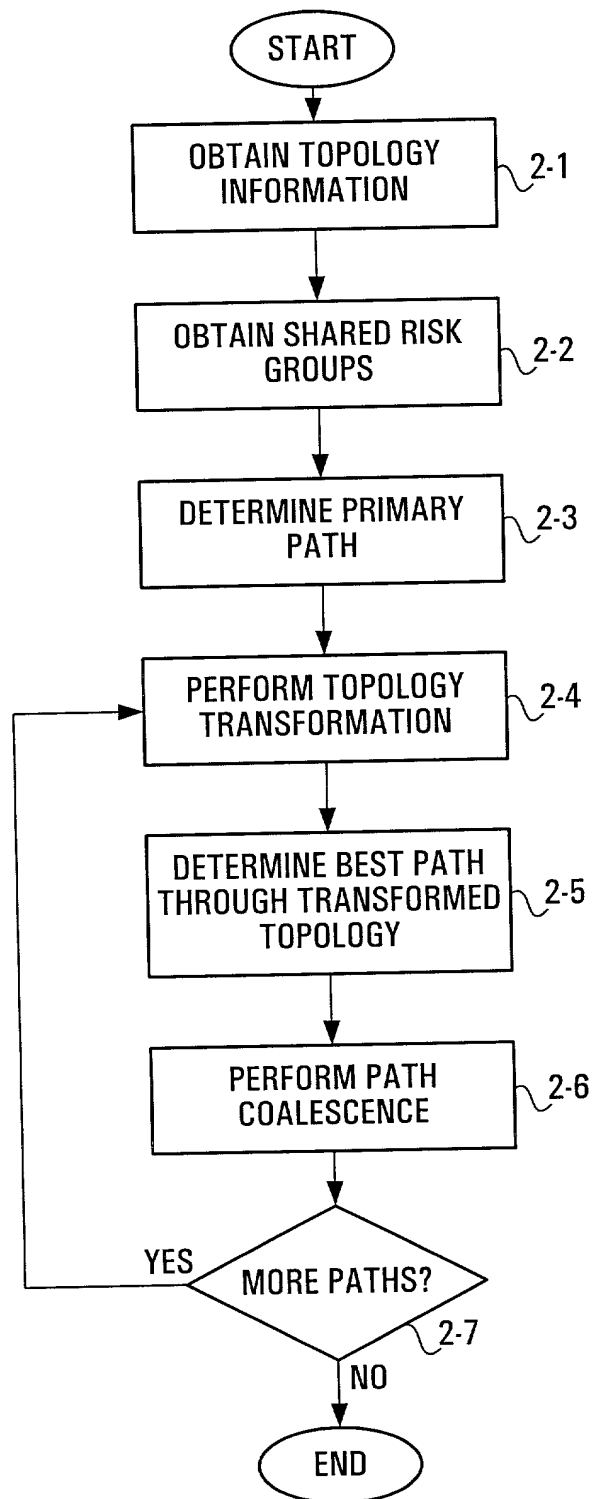 START
OBTAIN TOPOLOGY
INFORMATION
2-1
OBTAIN SHARED RISK
GROUPS
2-2
DETERMINE PRIMARY
PATH
2-3
PERFORM TOPOLOGY
TRANSFORMATION
2-4
DETERMINE BEST PATH
THROUGH TRANSFORMED
TOPOLOGY
2-5
PERFORM PATH
COALESCENCE
2-6
YES
MORE PATHS?
2-7
NO
END